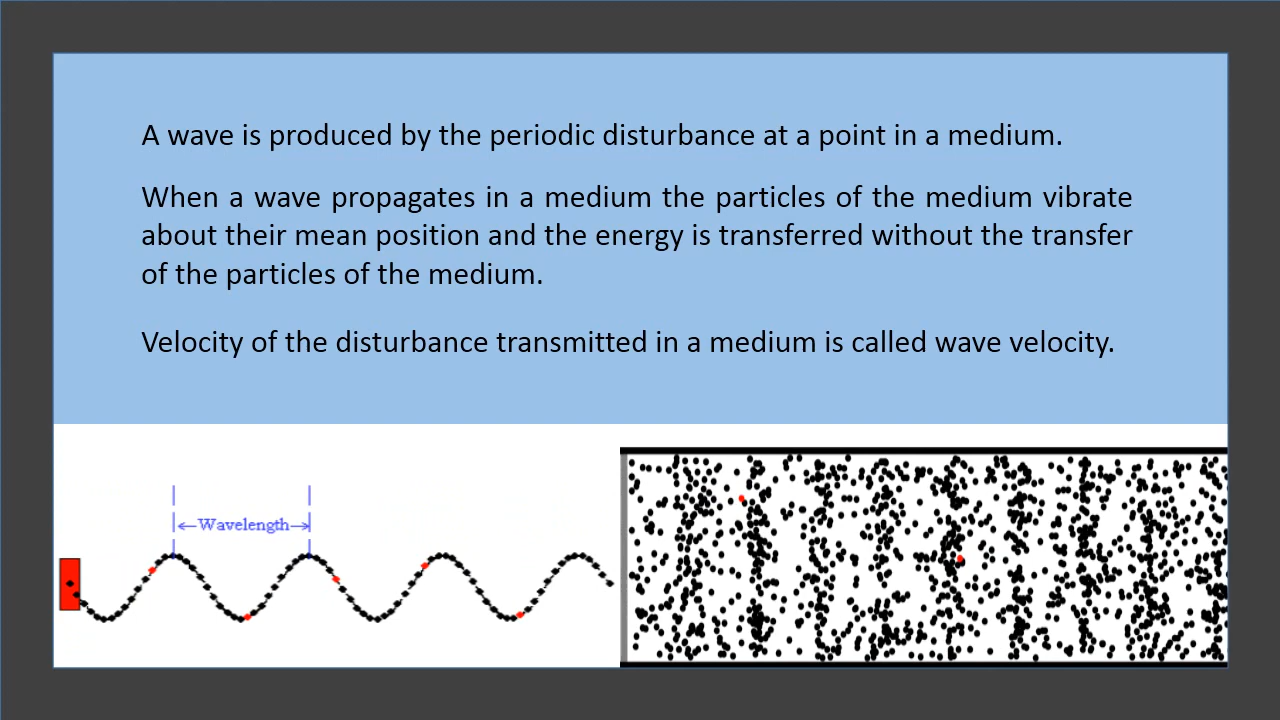 A wave is produced by the periodic disturbance at a point in a medium.
When a wave propagates in a medium the particles of the medium vibrate
about their mean position and the energy is transferred without the transfer
of the particles of the medium.
Velocity of the disturbance transmitted in a medium is called wave velocity.
Wavelength